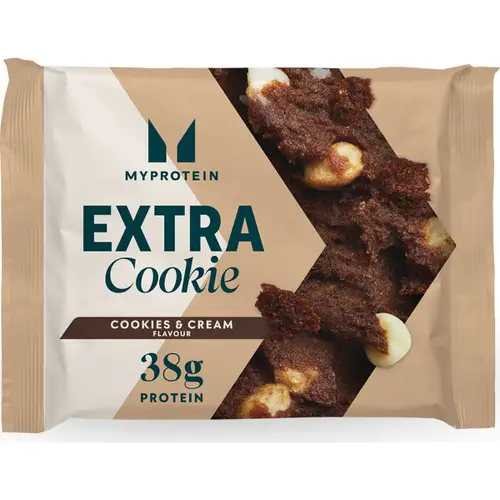 MYPROTEIN
EXTRA
Cookie
COOKIES & CREAM
FLAVOUR
38g
PROTEIN